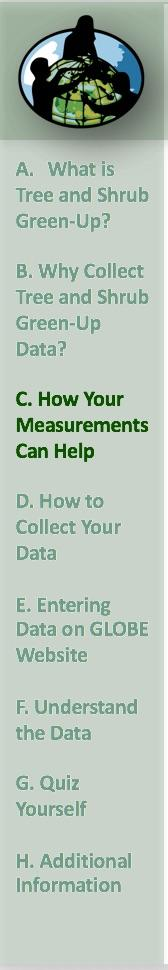 A. What is
Tree and Shrub
Green-Up?
B. Why Collect
Tree and Shrub
Green-Up
Data?
C. How Your
Measurements
Can Help
D. How to
Collect Your
Data
E. Entering
Data on GLOBE
Website
F. Understand
the Data
G. Quiz
Yourself
H. Additional
Information